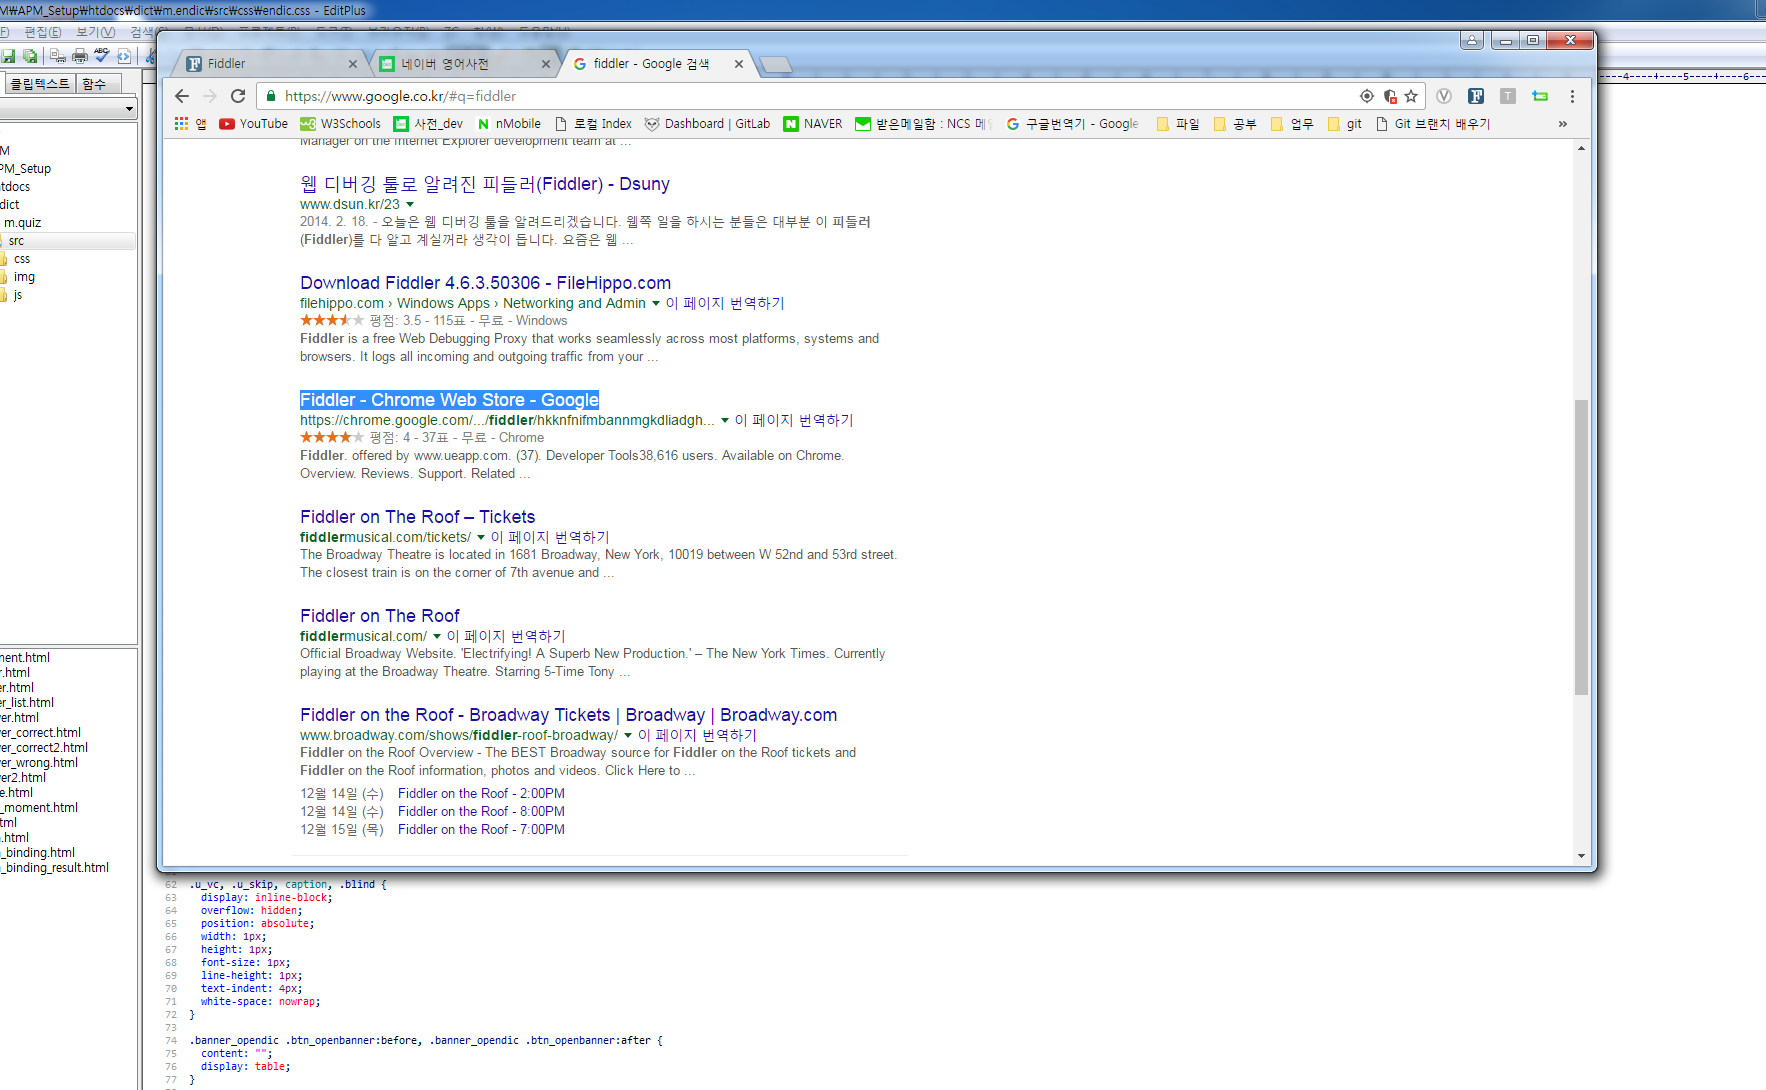 M₩APM_Setup₩htdocs₩dict₩m.endic₩src₩css₩endic.css - EditPlus
편집(E) 보기(V) 검색
클립텍스트 함수
M
PM_Setup
htdocs
dict
m.quiz
src
css
img
js
ment.html
r.html
er.html
er_list.html
wer.html
wer_correct.html
wer_correct2.html
wer_wrong.html
wer2.html
e.html
_moment.html
tml
.html
_binding.html
_binding_result.html
Fiddler
네이버 영어사전
fiddler - Google 검색
https://www.google.co.kr/#q=fiddler
앱 YouTube W3Schools 사전_dev nMobile 로컬 Index Dashboard | GitLab NAVER 받은메일함 : NCS 메 구글번역기 - Google 파일 공부 업무 git Git 브랜치 배우기 »
Manager on the Internet Explorer development team at ...
웹 디버깅 툴로 알려진 피들러(Fiddler) - Dsuny
www.dsun.kr/23
2014. 2. 18. - 오늘은 웹 디버깅 툴을 알려드리겠습니다. 웹쪽 일을 하시는 분들은 대부분 이 피들러
(Fiddler)를 다 알고 계실꺼라 생각이 듭니다. 요즘은 웹 ...
Download Fiddler 4.6.3.50306 - FileHippo.com
filehippo.com › Windows Apps › Networking and Admin 이 페이지 번역하기
평점: 3.5 - 115표 - 무료 - Windows
Fiddler is a free Web Debugging Proxy that works seamlessly across most platforms, systems and
browsers. It logs all incoming and outgoing traffic from your ...
Fiddler - Chrome Web Store - Google
https://chrome.google.com/.../fiddler/hkknfnifmbannmgkdliadgh... 이 페이지 번역하기
평점: 4 - 37표 - 무료 - Chrome
Fiddler. offered by www.ueapp.com. (37). Developer Tools38,616 users. Available on Chrome.
Overview. Reviews. Support. Related ...
Fiddler on The Roof – Tickets
fiddlermusical.com/tickets/ 이 페이지 번역하기
The Broadway Theatre is located in 1681 Broadway, New York, 10019 between W 52nd and 53rd street.
The closest train is on the corner of 7th avenue and ...
Fiddler on The Roof
fiddlermusical.com/ 이 페이지 번역하기
Official Broadway Website. 'Electrifying! A Superb New Production.' – The New York Times. Currently
playing at the Broadway Theatre. Starring 5-Time Tony ...
Fiddler on the Roof - Broadway Tickets | Broadway | Broadway.com
www.broadway.com/shows/fiddler-roof-broadway/ 이 페이지 번역하기
Fiddler on the Roof Overview - The BEST Broadway source for Fiddler on the Roof tickets and
Fiddler on the Roof information, photos and videos. Click Here to ...
12월 14일 (수) Fiddler on the Roof - 2:00PM
12월 14일 (수) Fiddler on the Roof - 8:00PM
12월 15일 (목) Fiddler on the Roof - 7:00PM
62 .u_vc, .u_skip, caption, .blind {
63 display: inline-block;
64 overflow: hidden;
65 position: absolute;
66 width: 1px;
67 height: 1px;
68 font-size: 1px;
69 line-height: 1px;
70 text-indent: 4px;
71 white-space: nowrap;
72 }
73
74 .banner_opendic .btn_openbanner:before, .banner_opendic .btn_openbanner:after {
75 content: "";
76 display: table;
77 }